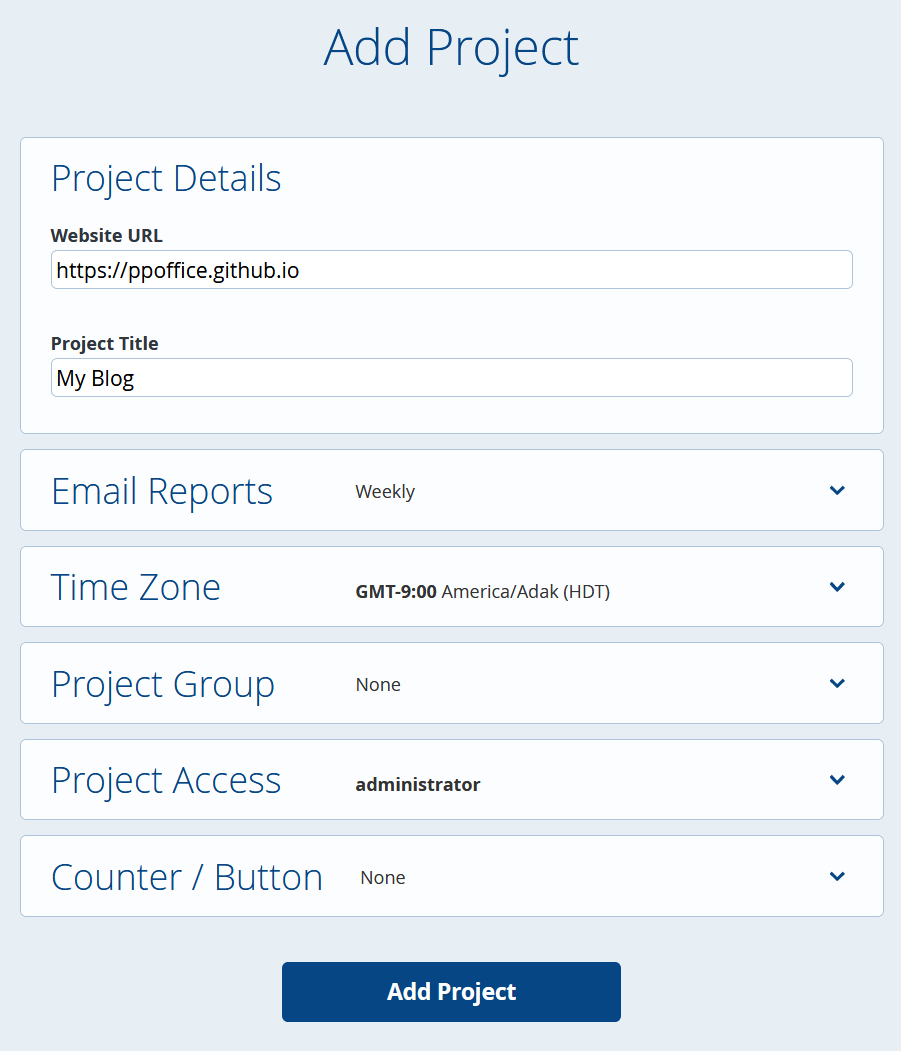 Add Project
Project Details
Website URL
https://ppoffice.github.io
Project Title
My Blog
Email Reports Weekly
Time Zone GMT-9:00 America/Adak (HDT)
Project Group None
Project Access administrator
Counter / Button None
Add Project